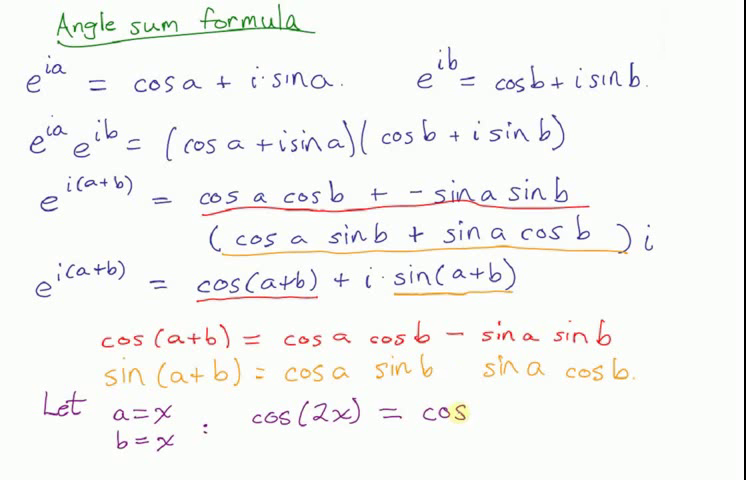 Angle sum formula
e^{ia} = cos a + i · sin a. e^{ib} = cos b + i sin b.
e^{ia} e^{ib} = (cos a + i sin a)(cos b + i sin b)
e^{i(a+b)} = cos a cos b + - sin a sin b
(cos a sin b + sin a cos b) i
e^{i(a+b)} = cos(a+b) + i · sin(a+b)
cos (a+b) = cos a cos b - sin a sin b
sin (a+b) = cos a sin b sin a cos b.
Let a = x : cos(2x) = cos
b = x